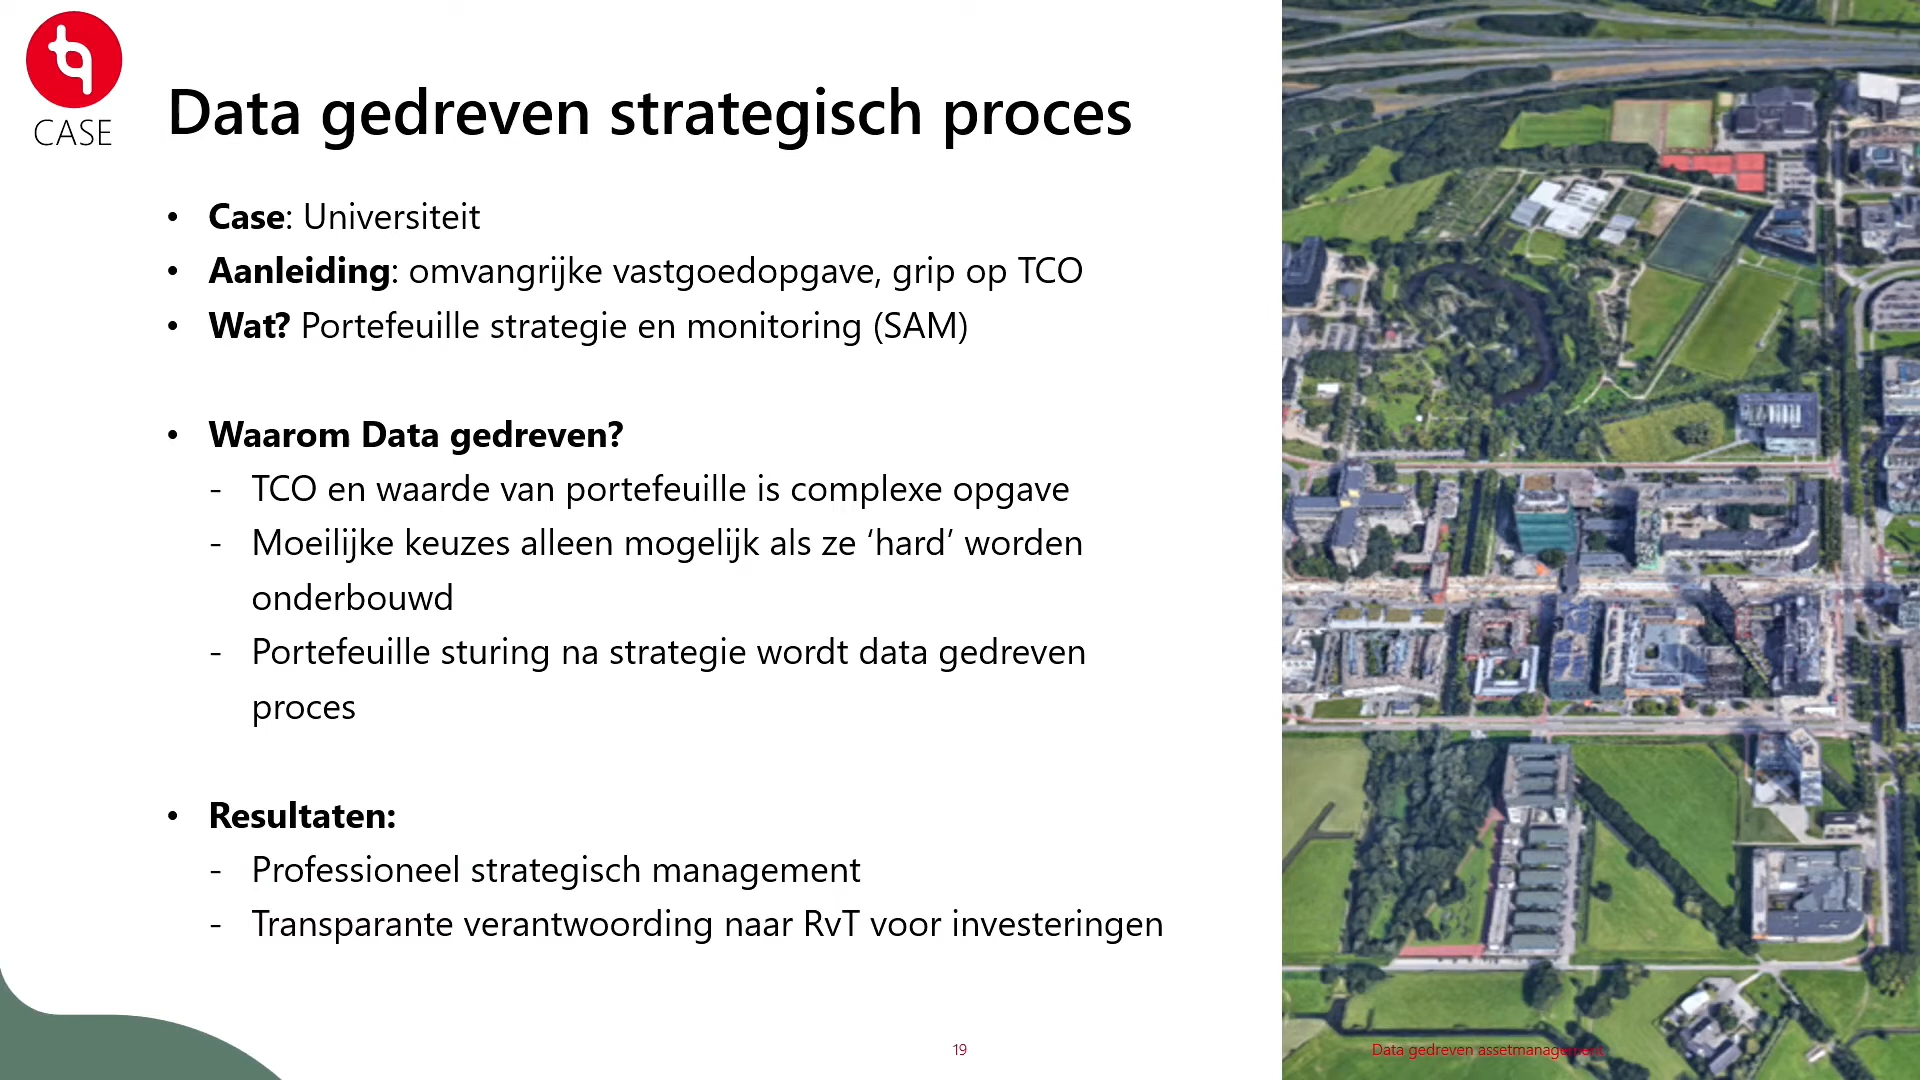 CASE
Data gedreven strategisch proces
• Case: Universiteit
• Aanleiding: omvangrijke vastgoedopgave, grip op TCO
• Wat? Portefeuille strategie en monitoring (SAM)
• Waarom Data gedreven?
- TCO en waarde van portefeuille is complexe opgave
- Moeilijke keuzes alleen mogelijk als ze ‘hard’ worden
onderbouwd
- Portefeuille sturing na strategie wordt data gedreven
proces
• Resultaten:
- Professioneel strategisch management
- Transparante verantwoording naar RvT voor investeringen
19
Data gedreven assetmanagement